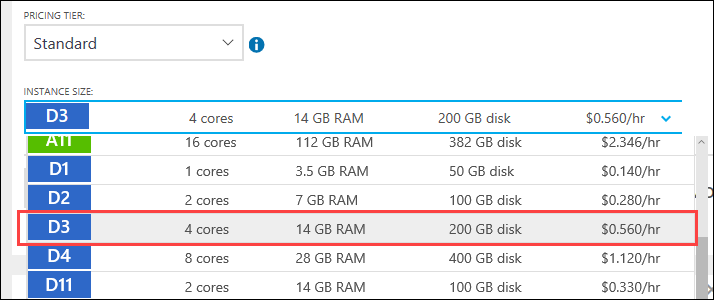 PRICING TIER:
Standard
INSTANCE SIZE:
D3 4 cores 14 GB RAM 200 GB disk $0.560/hr
A11 16 cores 112 GB RAM 382 GB disk $2.346/hr
D1 1 cores 3.5 GB RAM 50 GB disk $0.140/hr
D2 2 cores 7 GB RAM 100 GB disk $0.280/hr
D3 4 cores 14 GB RAM 200 GB disk $0.560/hr
D4 8 cores 28 GB RAM 400 GB disk $1.120/hr
D11 2 cores 14 GB RAM 100 GB disk $0.330/hr